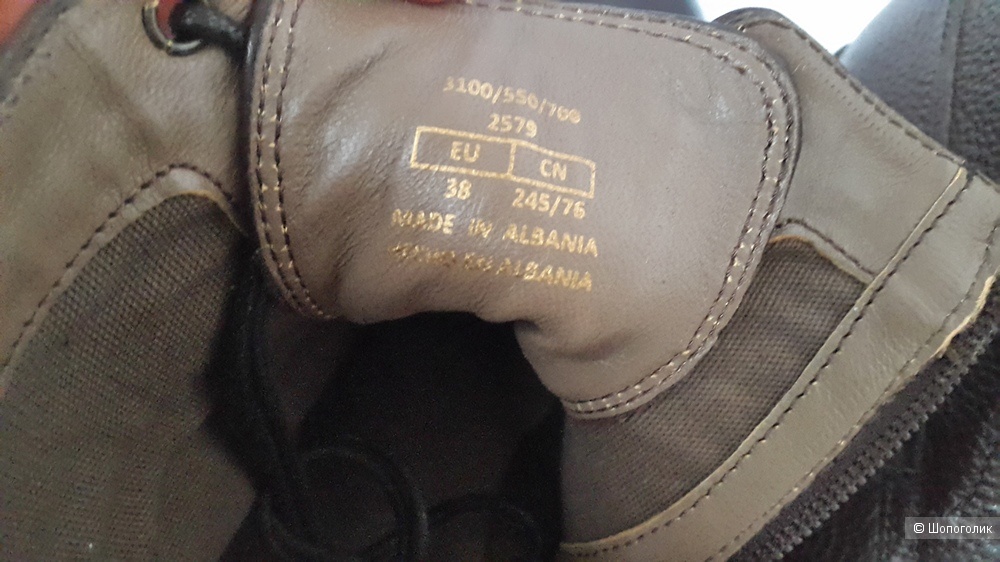 3100/550/700
2579
EU CN
38 245/76
MADE IN ALBANIA
ALBANIA
© Шопоголик